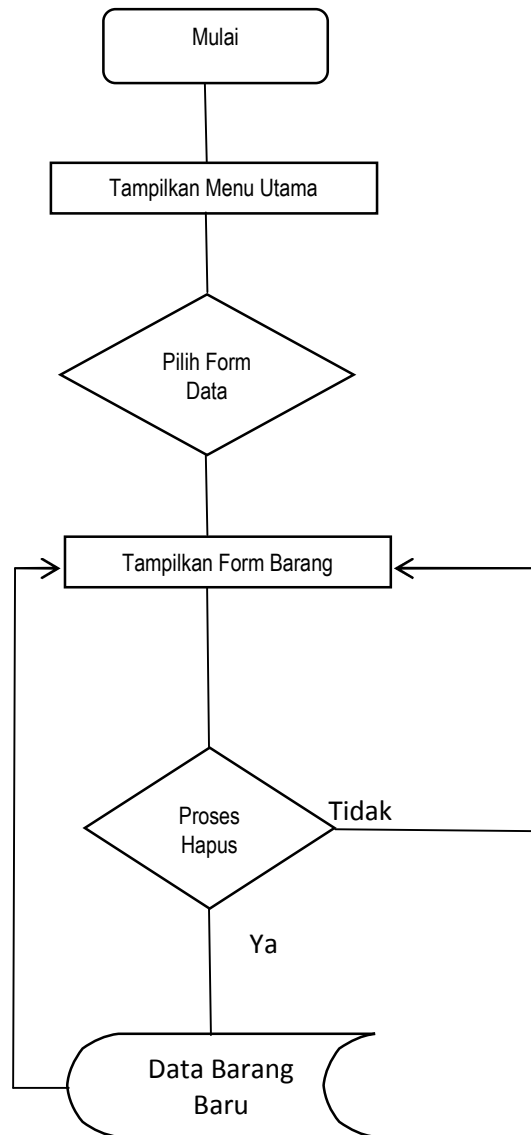 Mulai
Tampilkan Menu Utama
Pilih Form
Data
Tampilkan Form Barang
Proses
Hapus
Tidak
Ya
Data Barang
Baru